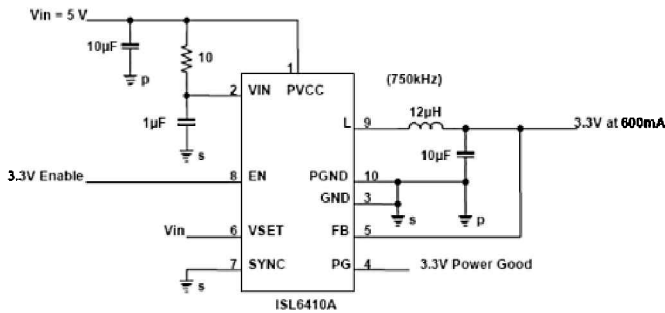 Vin = 5 V
10µF
p
10
1
2 VIN PVCC
(750kHz)
1µF
s
L 9
12µH
3.3V at 600mA
10µF
3.3V Enable
8 EN
PGND 10
GND 3
s
p
Vin
6 VSET
FB 5
7 SYNC
s
PG 4
3.3V Power Good
ISL6410A